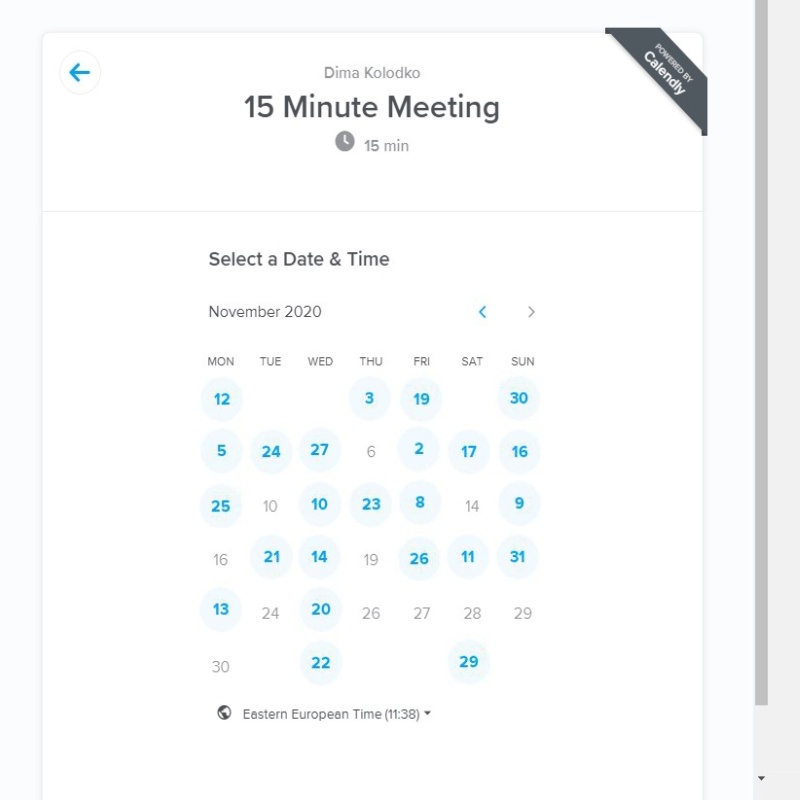 POWERED BY
Calendly
Dima Kolodko
15 Minute Meeting
15 min
Select a Date & Time
November 2020
MON TUE WED THU FRI SAT SUN
12 3 19 30
5 24 27 6 2 17 16
25 10 10 23 8 14 9
16 21 14 19 26 11 31
13 24 20 26 27 28 29
30 22 29
Eastern European Time (11:38)